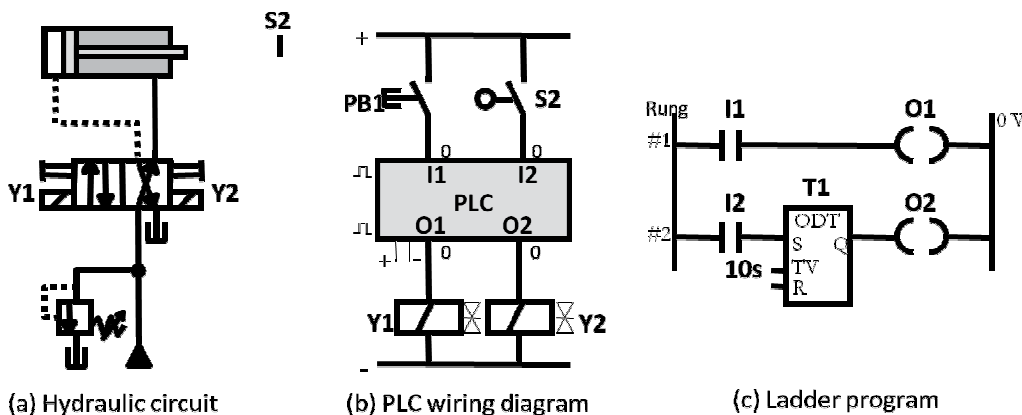 S2
Y1 Y2
(a) Hydraulic circuit
+
PB1 S2
0 0
I1 I2
PLC
O1 O2
+ - 0 0
Y1 Y2
-
(b) PLC wiring diagram
Rung I1 O1 0 V
#1
I2 T1 O2
#2 ODT
S Q
10s TV
R
(c) Ladder program